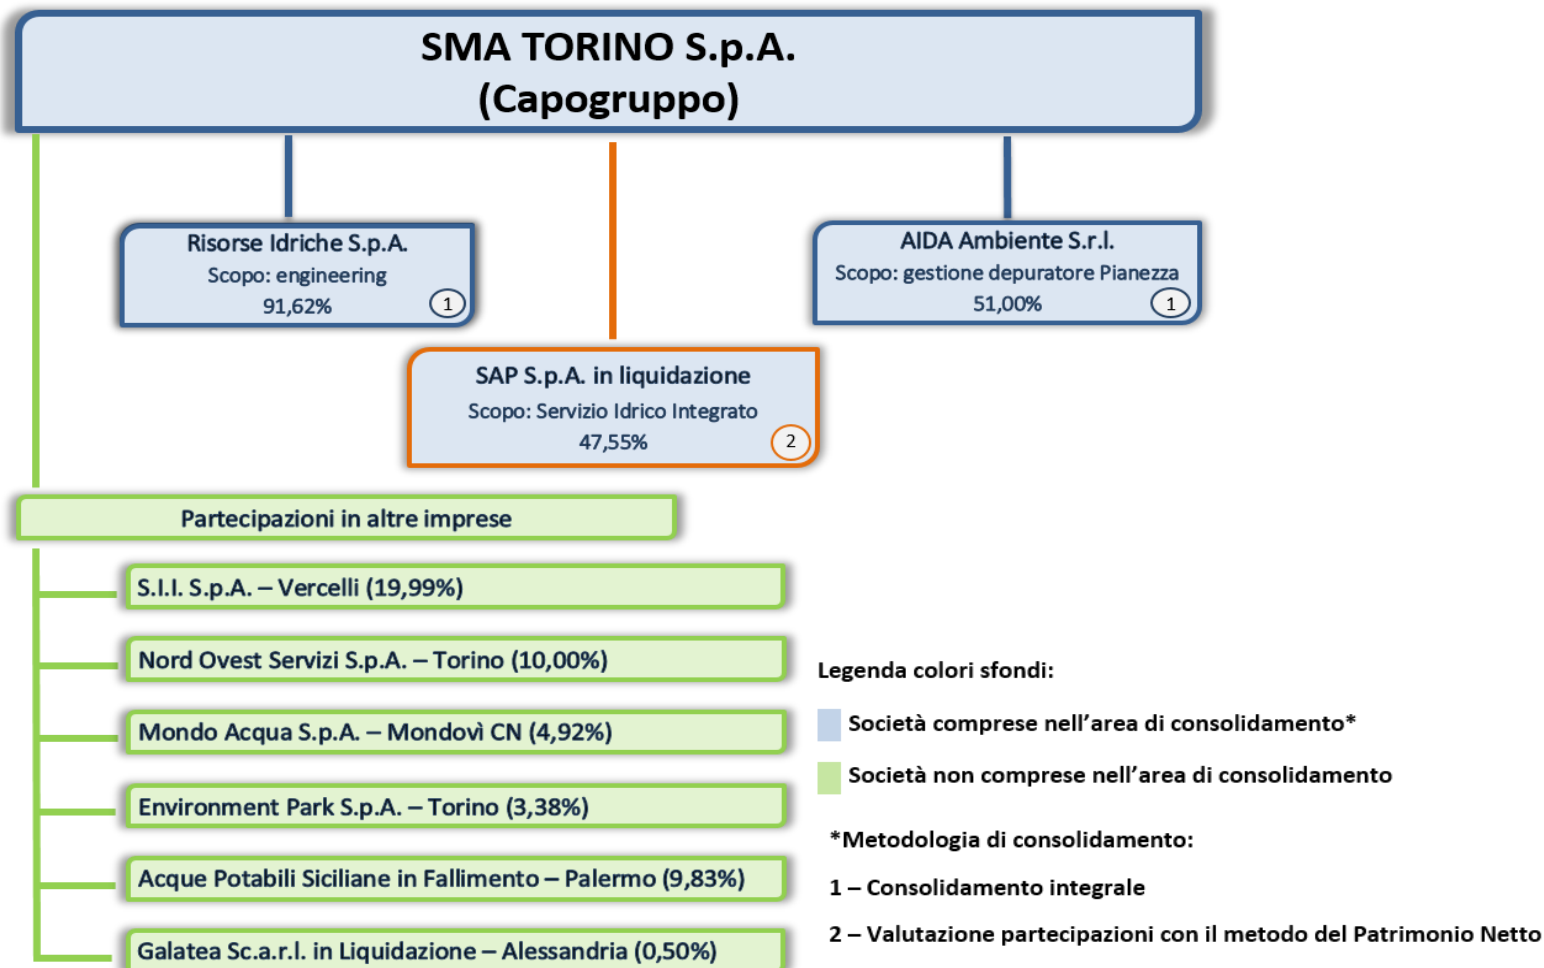 SMA TORINO S.p.A.
(Capogruppo)
Risorse Idriche S.p.A.
Scopo: engineering
91,62%
1
AIDA Ambiente S.r.l.
Scopo: gestione depuratore Pianezza
51,00%
1
SAP S.p.A. in liquidazione
Scopo: Servizio Idrico Integrato
47,55%
2
Partecipazioni in altre imprese
S.I.I. S.p.A. – Vercelli (19,99%)
Nord Ovest Servizi S.p.A. – Torino (10,00%)
Mondo Acqua S.p.A. – Mondovì CN (4,92%)
Environment Park S.p.A. – Torino (3,38%)
Acque Potabili Siciliane in Fallimento – Palermo (9,83%)
Galatea Sc.a.r.l. in Liquidazione – Alessandria (0,50%)
Legenda colori sfondi:
Società comprese nell’area di consolidamento*
Società non comprese nell’area di consolidamento
*Metodologia di consolidamento:
1 – Consolidamento integrale
2 – Valutazione partecipazioni con il metodo del Patrimonio Netto